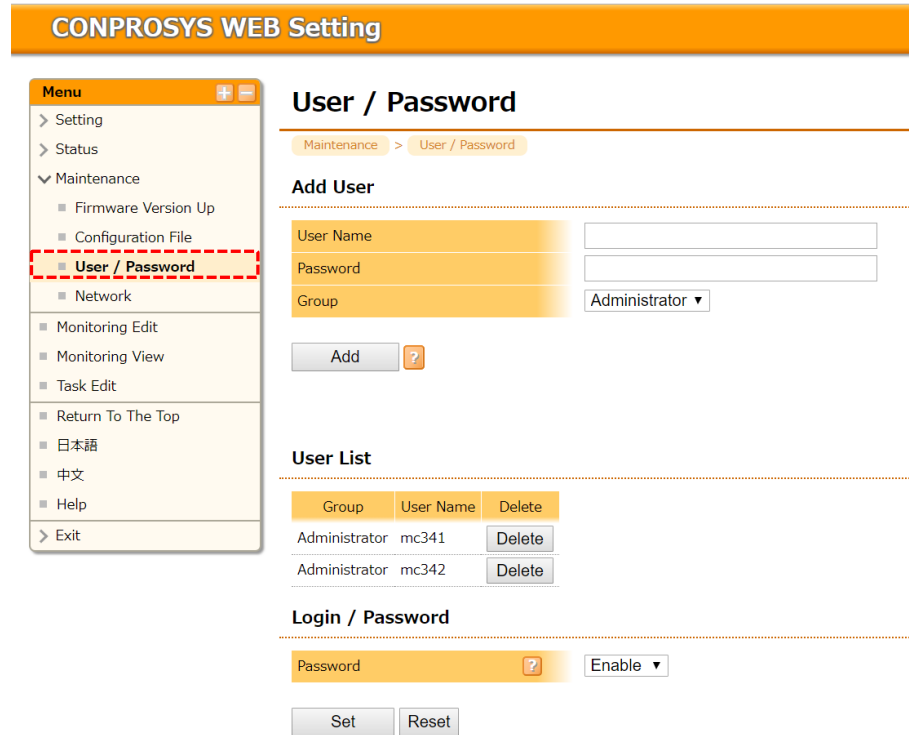 CONPROSYS WEB Setting
Menu
Setting
Status
Maintenance
Firmware Version Up
Configuration File
User / Password
Network
Monitoring Edit
Monitoring View
Task Edit
Return To The Top
日本語
中文
Help
Exit
User / Password
Maintenance > User / Password
Add User
User Name
Password
Group Administrator
Add ?
User List
Group User Name Delete
Administrator mc341 Delete
Administrator mc342 Delete
Login / Password
Password ? Enable
Set Reset